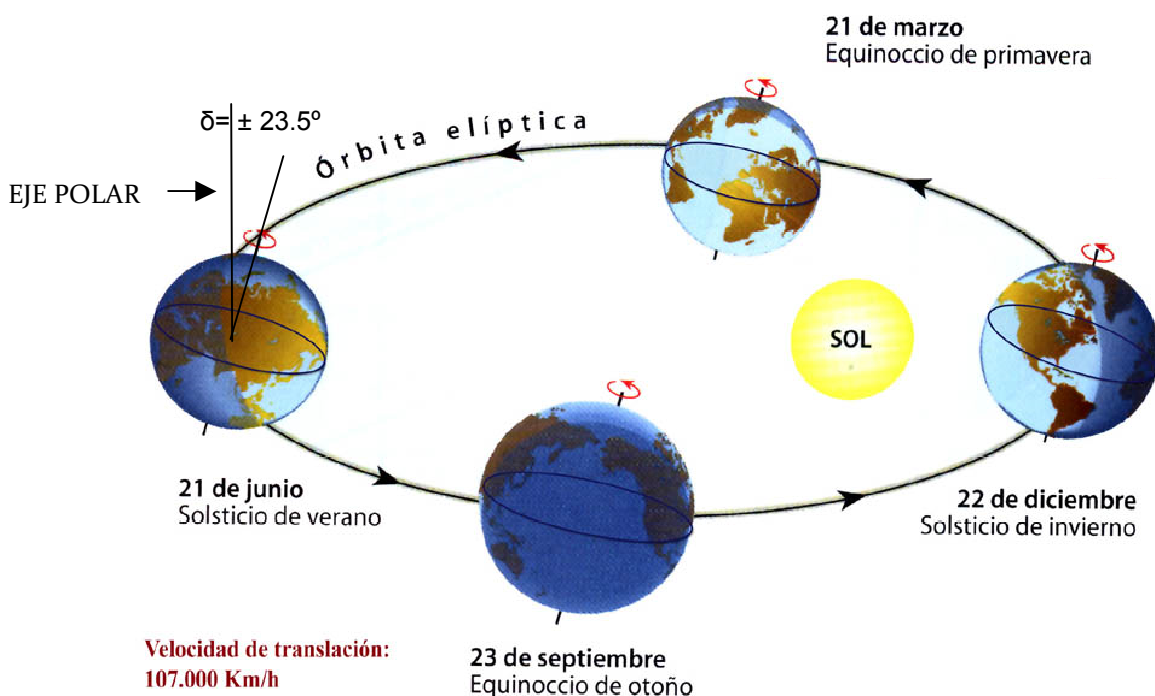 21 de marzo
Equinoccio de primavera
δ= ± 23.5º
Órbita elíptica
EJE POLAR
SOL
21 de junio
Solsticio de verano
22 de diciembre
Solsticio de invierno
Velocidad de translación:
107.000 Km/h
23 de septiembre
Equinoccio de otoño